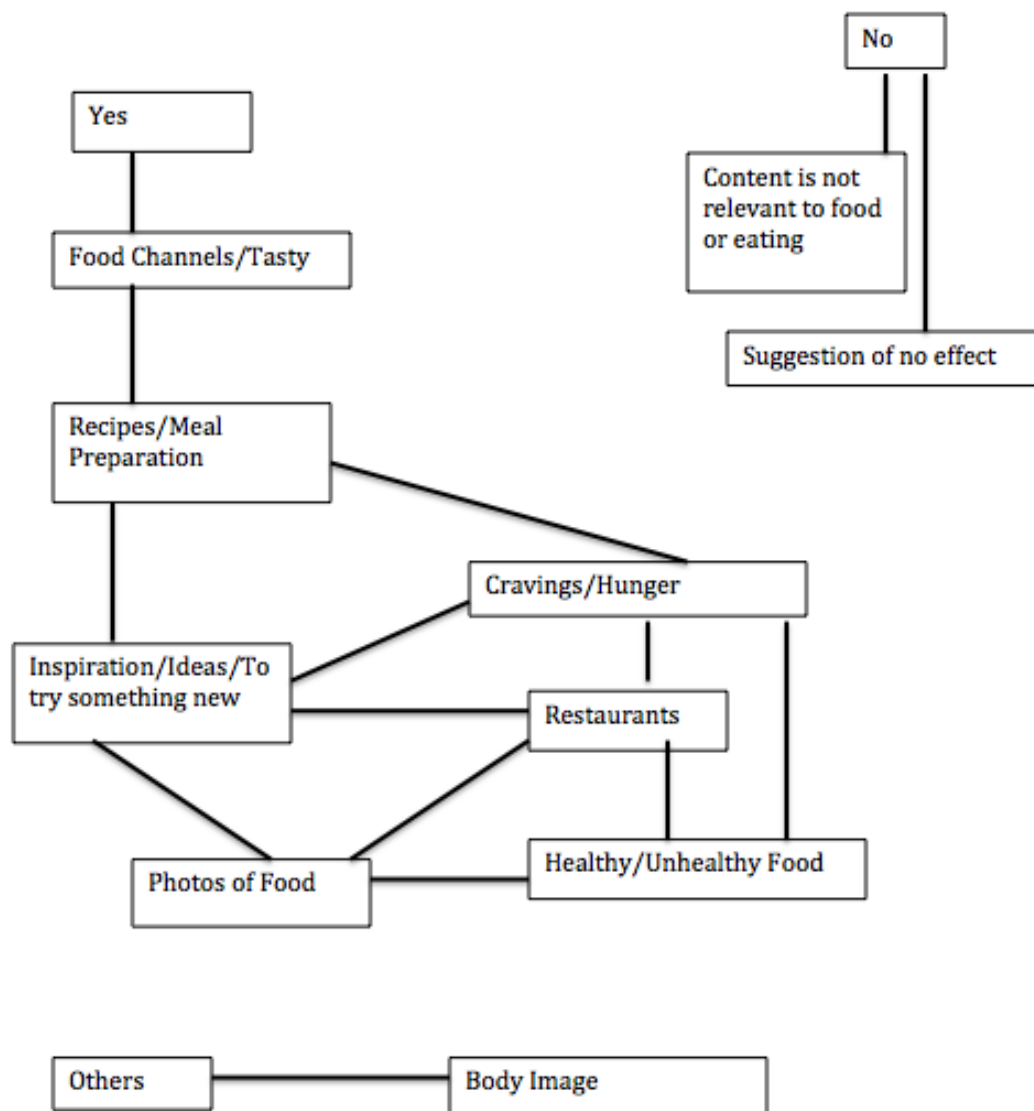 No
Yes
Content is not
relevant to food
or eating
Food Channels/Tasty
Suggestion of no effect
Recipes/Meal
Preparation
Cravings/Hunger
Inspiration/Ideas/To
try something new
Restaurants
Healthy/Unhealthy Food
Photos of Food
Others
Body Image